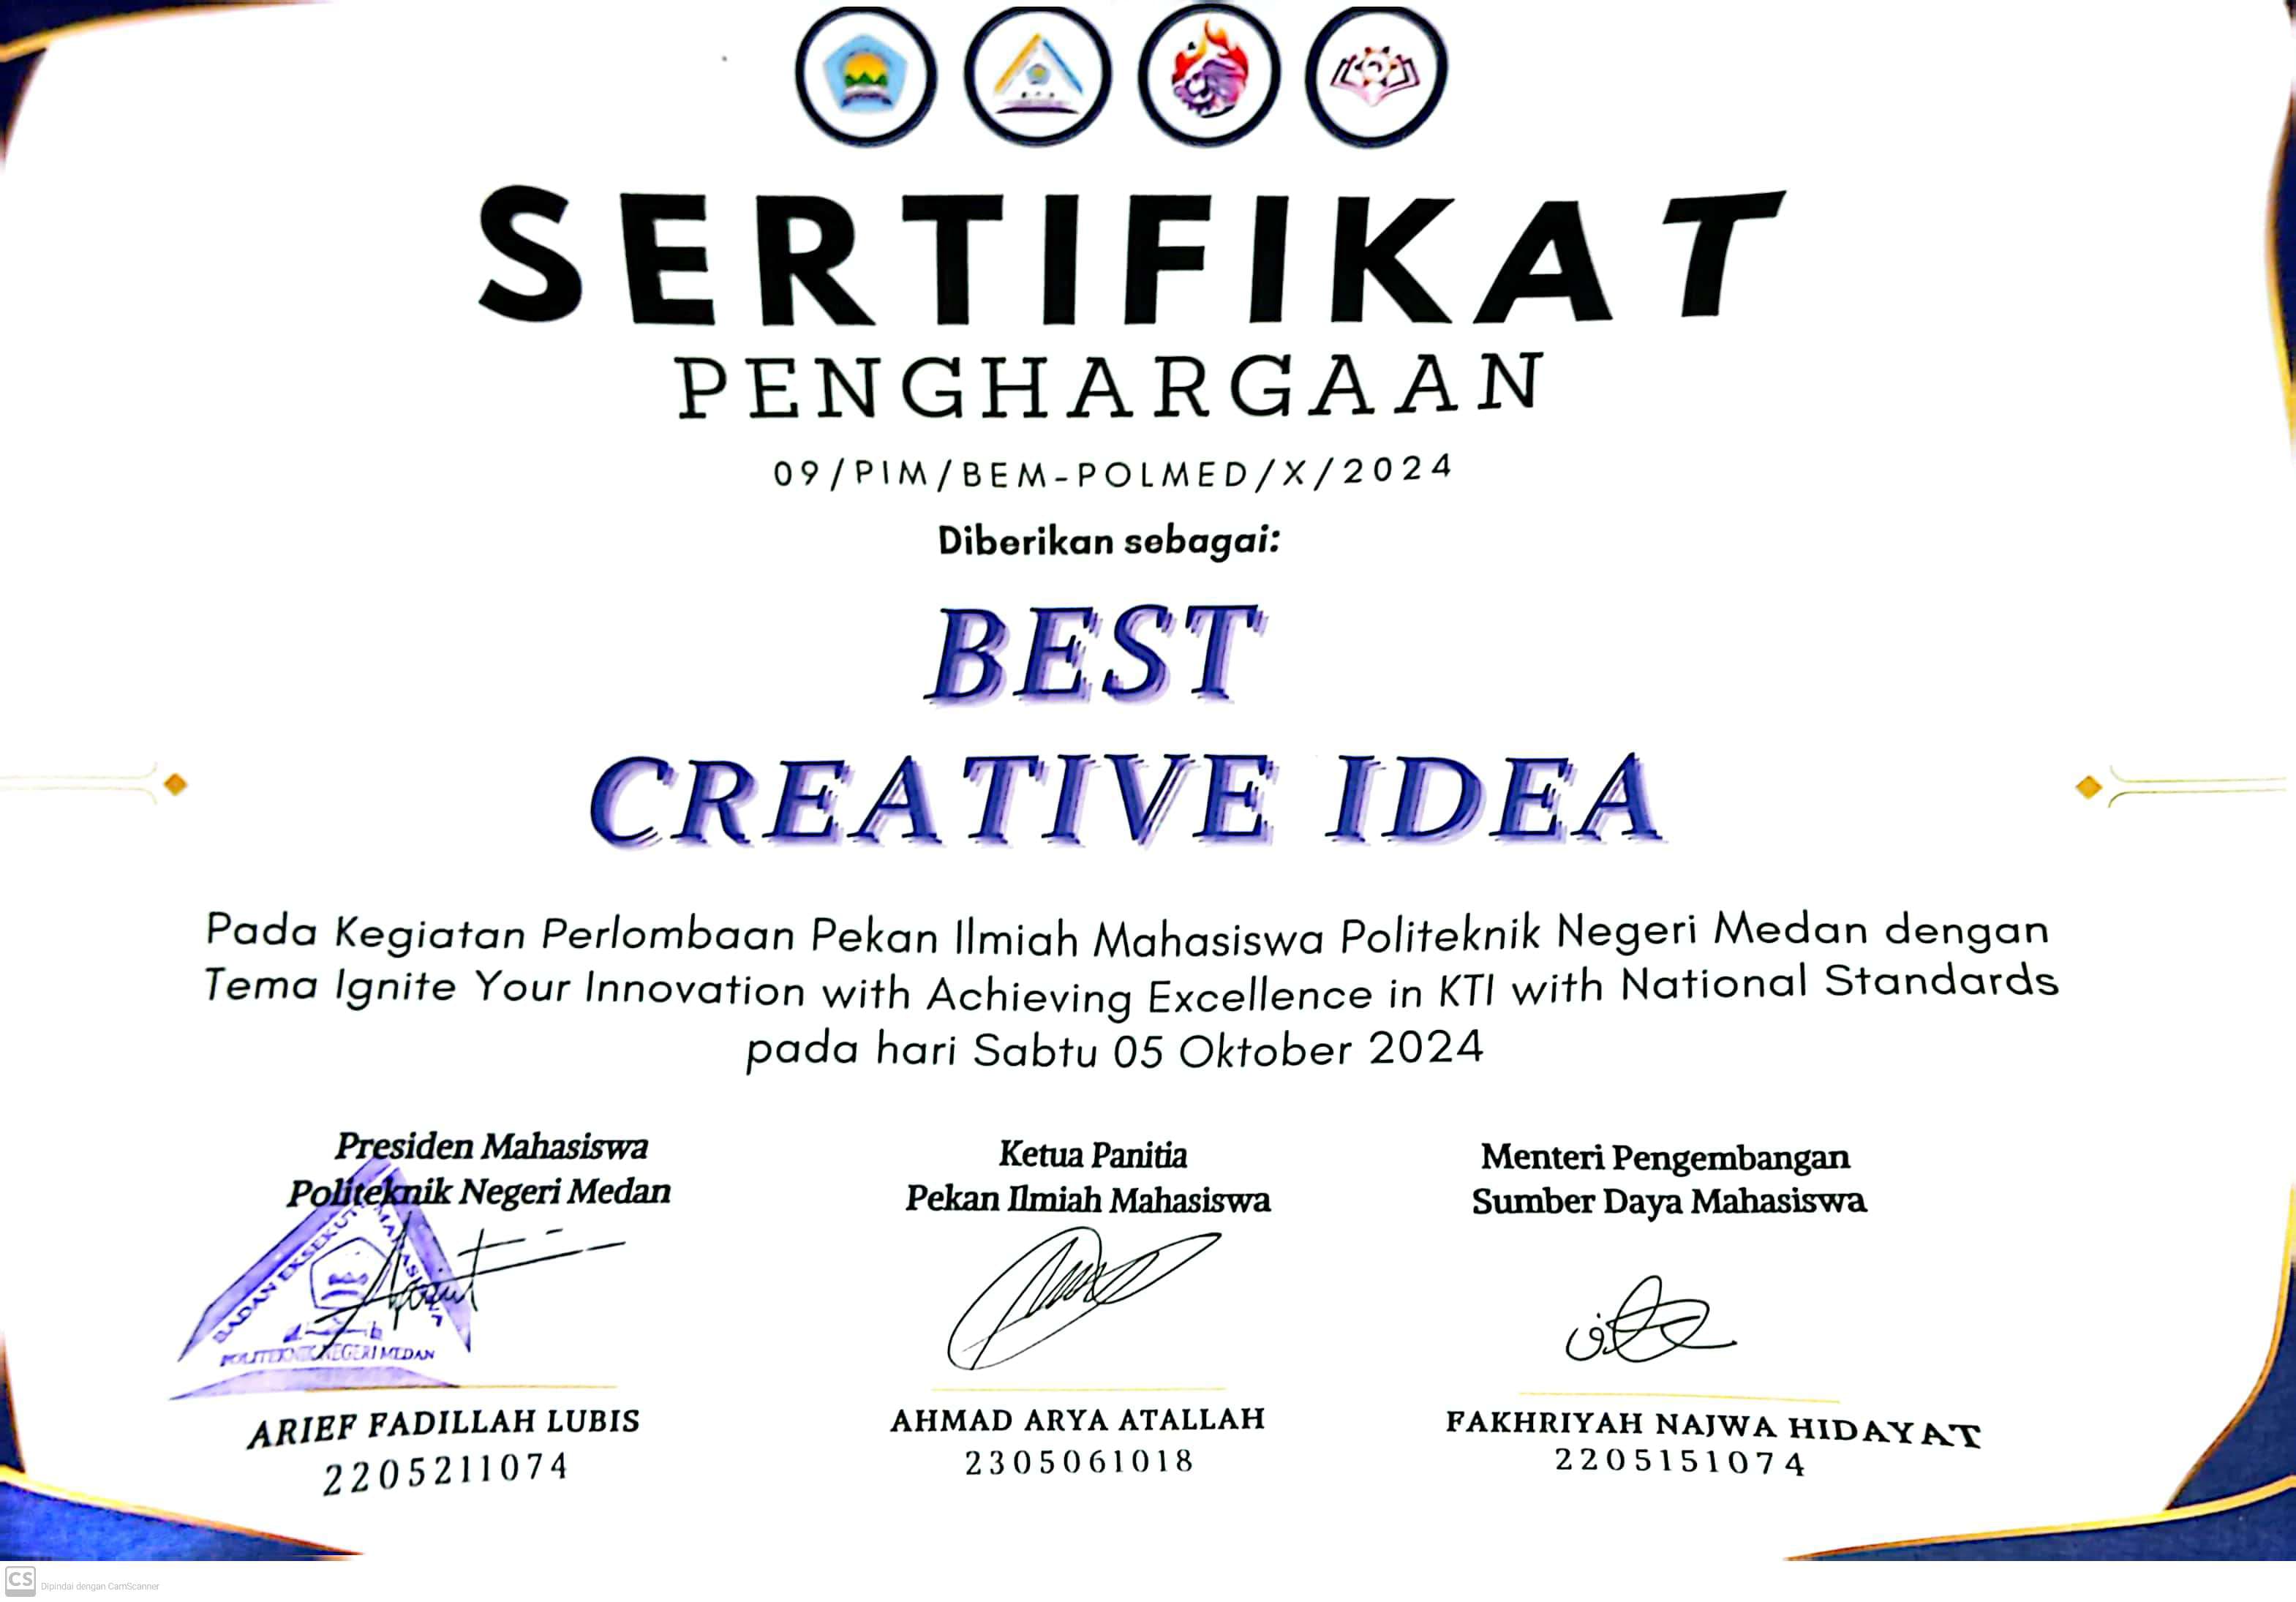 SERTIFIKAT
PENGHARGAAN
09/PIM/BEM-POLMED/X/2024
Diberikan sebagai:
BEST
CREATIVE IDEA
Pada Kegiatan Perlombaan Pekan Ilmiah Mahasiswa Politeknik Negeri Medan dengan
Tema Ignite Your Innovation with Achieving Excellence in KTI with National Standards
pada hari Sabtu 05 Oktober 2024
Presiden Mahasiswa
Politeknik Negeri Medan
BADAN EKSEKUTIF MAHASISWA
POLITEKNIK NEGERI MEDAN
ARIEF FADILLAH LUBIS
2205211074
Ketua Panitia
Pekan Ilmiah Mahasiswa
AHMAD ARYA ATALLAH
2305061018
Menteri Pengembangan
Sumber Daya Mahasiswa
FAKHRIYAH NAJWA HIDAYAT
2205151074
CS Dipindai dengan CamScanner